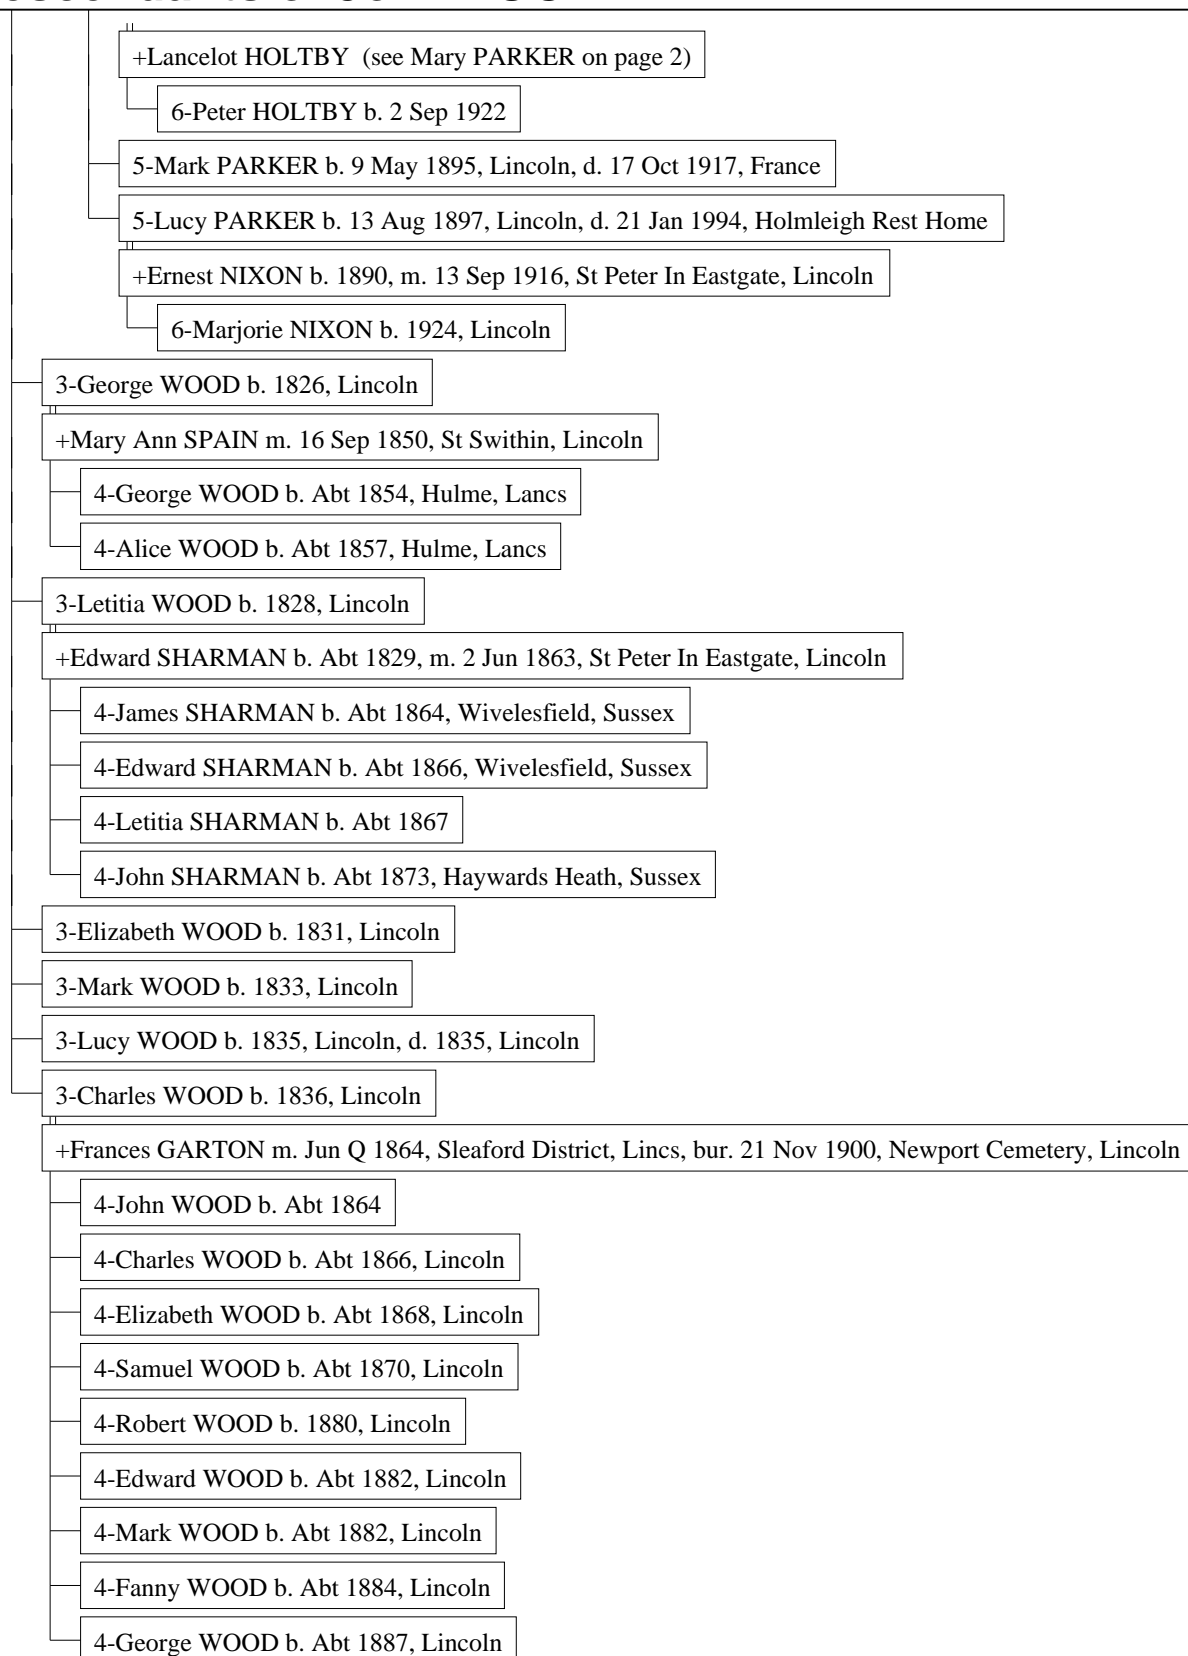 +Lancelot HOLTBY (see Mary PARKER on page 2)
6-Peter HOLTBY b. 2 Sep 1922
5-Mark PARKER b. 9 May 1895, Lincoln, d. 17 Oct 1917, France
5-Lucy PARKER b. 13 Aug 1897, Lincoln, d. 21 Jan 1994, Holmleigh Rest Home
+Ernest NIXON b. 1890, m. 13 Sep 1916, St Peter In Eastgate, Lincoln
6-Marjorie NIXON b. 1924, Lincoln
3-George WOOD b. 1826, Lincoln
+Mary Ann SPAIN m. 16 Sep 1850, St Swithin, Lincoln
4-George WOOD b. Abt 1854, Hulme, Lancs
4-Alice WOOD b. Abt 1857, Hulme, Lancs
3-Letitia WOOD b. 1828, Lincoln
+Edward SHARMAN b. Abt 1829, m. 2 Jun 1863, St Peter In Eastgate, Lincoln
4-James SHARMAN b. Abt 1864, Wivelesfield, Sussex
4-Edward SHARMAN b. Abt 1866, Wivelesfield, Sussex
4-Letitia SHARMAN b. Abt 1867
4-John SHARMAN b. Abt 1873, Haywards Heath, Sussex
3-Elizabeth WOOD b. 1831, Lincoln
3-Mark WOOD b. 1833, Lincoln
3-Lucy WOOD b. 1835, Lincoln, d. 1835, Lincoln
3-Charles WOOD b. 1836, Lincoln
+Frances GARTON m. Jun Q 1864, Sleaford District, Lincs, bur. 21 Nov 1900, Newport Cemetery, Lincoln
4-John WOOD b. Abt 1864
4-Charles WOOD b. Abt 1866, Lincoln
4-Elizabeth WOOD b. Abt 1868, Lincoln
4-Samuel WOOD b. Abt 1870, Lincoln
4-Robert WOOD b. 1880, Lincoln
4-Edward WOOD b. Abt 1882, Lincoln
4-Mark WOOD b. Abt 1882, Lincoln
4-Fanny WOOD b. Abt 1884, Lincoln
4-George WOOD b. Abt 1887, Lincoln